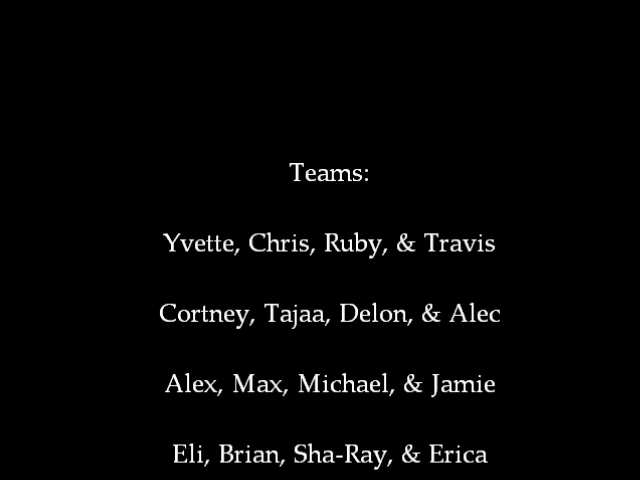 Teams:
Yvette, Chris, Ruby, & Travis
Cortney, Tajaa, Delon, & Alec
Alex, Max, Michael, & Jamie
Eli, Brian, Sha-Ray, & Erica